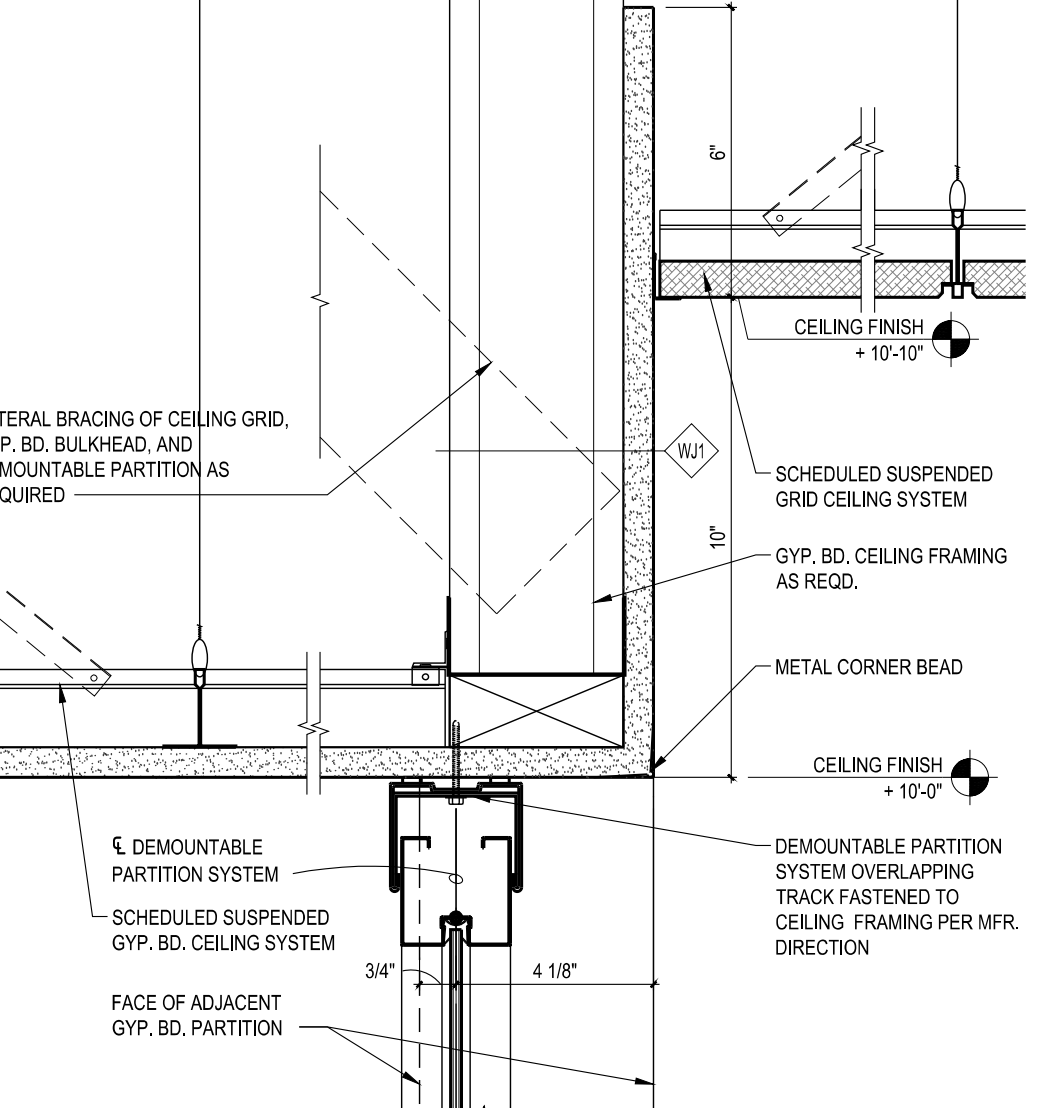 6"
CEILING FINISH
+ 10'-10"
TERAL BRACING OF CEILING GRID,
P. BD. BULKHEAD, AND
MOUNTABLE PARTITION AS
QUIRED
WJ1
SCHEDULED SUSPENDED
GRID CEILING SYSTEM
10"
GYP. BD. CEILING FRAMING
AS REQD.
METAL CORNER BEAD
CEILING FINISH
+ 10'-0"
℄ DEMOUNTABLE
PARTITION SYSTEM
SCHEDULED SUSPENDED
GYP. BD. CEILING SYSTEM
DEMOUNTABLE PARTITION
SYSTEM OVERLAPPING
TRACK FASTENED TO
CEILING FRAMING PER MFR.
DIRECTION
3/4"
4 1/8"
FACE OF ADJACENT
GYP. BD. PARTITION